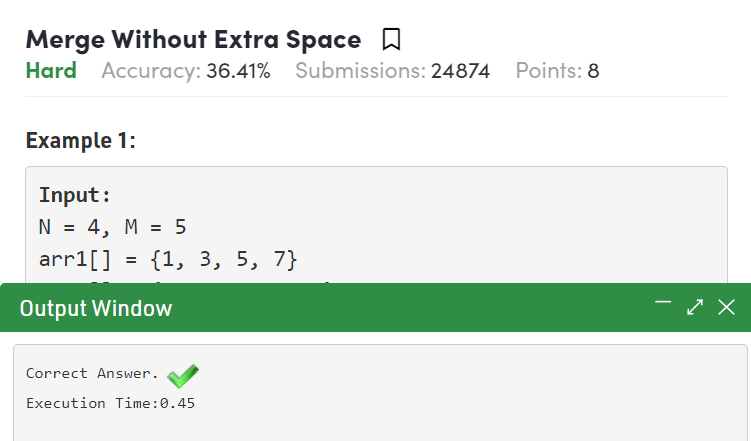 Merge Without Extra Space
Hard Accuracy: 36.41% Submissions: 24874 Points: 8
Example 1:
Input:
N = 4, M = 5
arr1[] = {1, 3, 5, 7}
Output Window
Correct Answer.
Execution Time:0.45